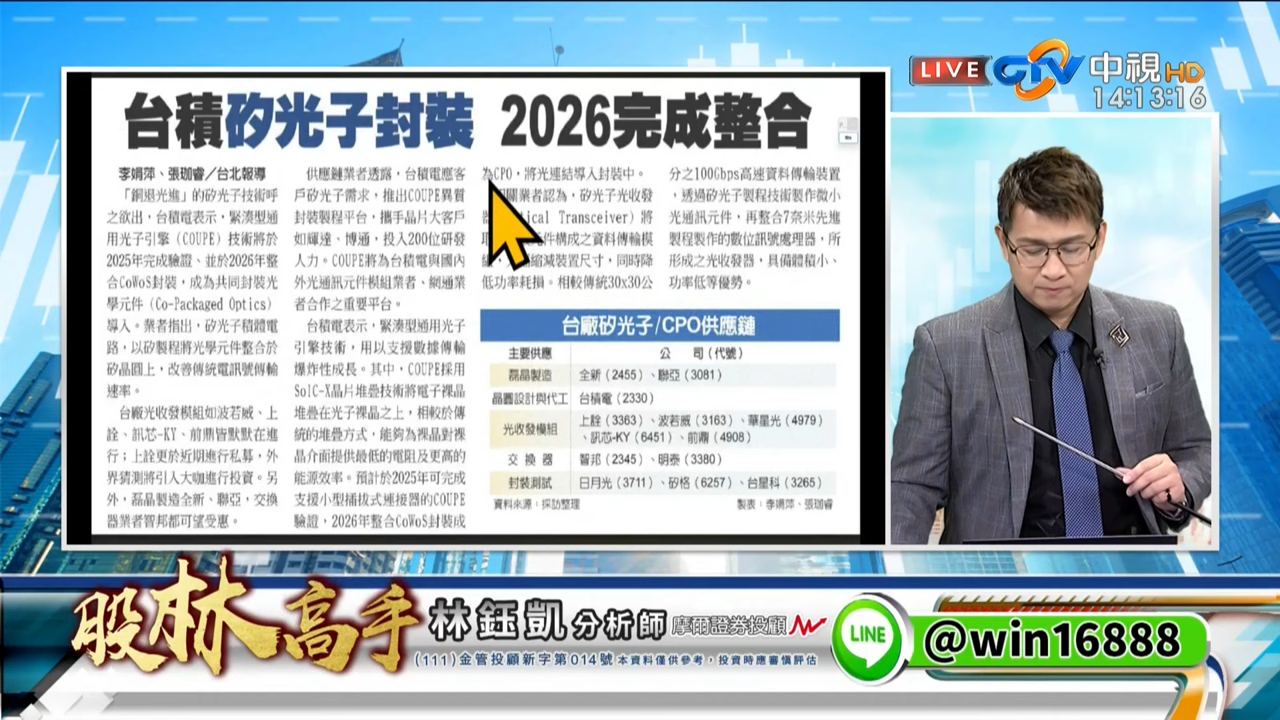 LIVE CTV 中視HD
14:13:16
台積矽光子封裝 2026完成整合
李娟萍、張珈睿／台北報導
「銅退光進」的矽光子技術呼
之欲出，台積電表示，緊湊型通
用光子引擎（COUPE）技術將於
2025年完成驗證、並於2026年整
合CoWoS封裝，成為共同封裝光
學元件（Co-Packaged Optics）
導入。業者指出，矽光子積體電
路，以矽製程將光學元件整合於
矽晶圓上，改善傳統電訊號傳輸
速率。
台廠光收發模組如波若威、上
詮、訊芯-KY、前鼎皆默默在進
行；上詮更於近期進行私募，外
界猜測將引入大咖進行投資。另
外，磊晶製造全新、聯亞，交換
器業者智邦都可望受惠。
供應鏈業者透露，台積電應客
戶矽光子需求，推出COUPE異質
封裝製程平台，攜手晶片大客戶
如輝達、博通，投入200位研發
人力。COUPE將為台積電與國內
外光通訊元件模組業者、網通業
者合作之重要平台。
台積電表示，緊湊型通用光子
引擎技術，用以支援數據傳輸
爆炸性成長。其中，COUPE採用
SoIC-X晶片堆疊技術將電子裸晶
堆疊在光子裸晶之上，相較於傳
統的堆疊方式，能夠為裸晶對裸
晶介面提供最低的電阻及更高的
能源效率。預計於2025年可完成
支援小型插拔式連接器的COUPE
驗證，2026年整合CoWoS封裝成
為CPO，將光連結導入封裝中。
關業者認為，矽光子光收發
ical Transceiver）將
件構成之資料傳輸模
縮減裝置尺寸，同時降
低功率耗損。相較傳統30x30公
分之100Gbps高速資料傳輸裝置
，透過矽光子製程技術製作微小
光通訊元件，再整合7奈米先進
製程製作的數位訊號處理器，所
形成之光收發器，具備體積小、
功率低等優勢。
台廠矽光子/CPO供應鏈
主要供應 公 司（代號）
磊晶製造 全新（2455）、聯亞（3081）
晶圓設計與代工 台積電（2330）
光收發模組 上詮（3363）、波若威（3163）、華星光（4979）
、訊芯-KY（6451）、前鼎（4908）
交 換 器 智邦（2345）、明泰（3380）
封裝測試 日月光（3711）、矽格（6257）、台星科（3265）
資料來源：採訪整理 製表：李娟萍、張珈睿
股林高手 林鈺凱分析師 摩爾證券投顧
(111)金管投顧新字第014號 本資料僅供參考，投資時應審慎評估
LINE @win16888